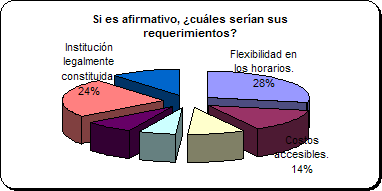 Si es afirmativo, ¿cuáles serían sus
requerimientos?
Institución
legalmente
constituida.
24%
Flexibilidad en
los horarios.
28%
Costos
accesibles.
14%